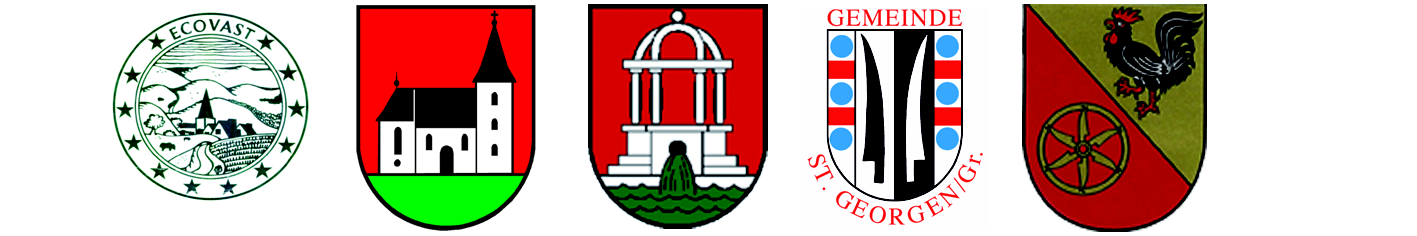 ECOVAST
GEMEINDE
ST. GEORGEN/Gr.